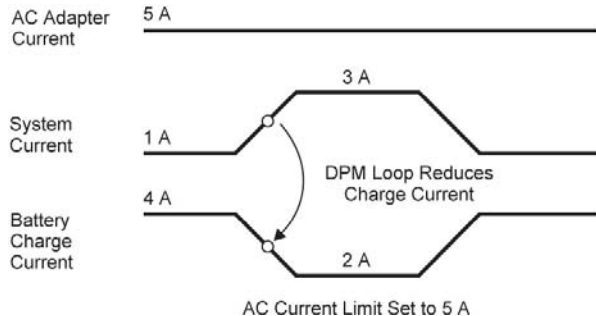 AC Adapter
Current
5 A
3 A
System
Current
1 A
DPM Loop Reduces
Charge Current
Battery
Charge
Current
4 A
2 A
AC Current Limit Set to 5 A